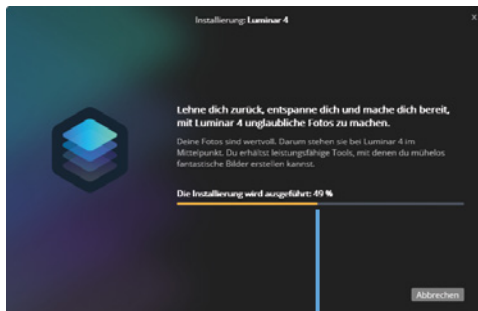 Installierung: Luminar 4
x
Lehne dich zurück, entspanne dich und mache dich bereit,
mit Luminar 4 unglaubliche Fotos zu machen.
Deine Fotos sind wertvoll. Darum stehen sie bei Luminar 4 im
Mittelpunkt. Du erhältst leistungsfähige Tools, mit denen du mühelos
fantastische Bilder erstellen kannst.
Die Installierung wird ausgeführt: 49 %
Abbrechen